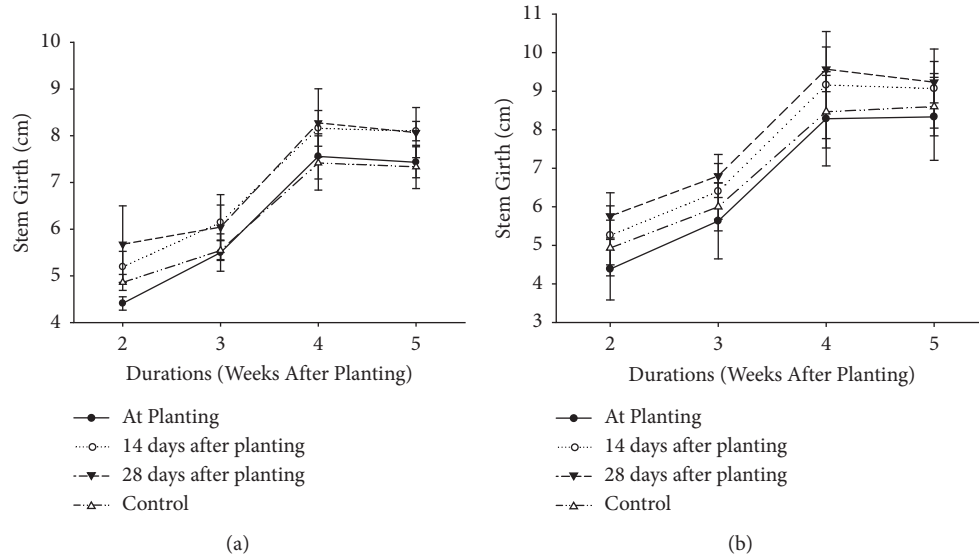 10
9
8
7
6
5
4
Stem Girth (cm)
2 3 4 5
Durations (Weeks After Planting)
At Planting
14 days after planting
28 days after planting
Control
(a)
11
10
9
8
7
6
5
4
3
Stem Girth (cm)
2 3 4 5
Durations (Weeks After Planting)
At Planting
14 days after planting
28 days after planting
Control
(b)